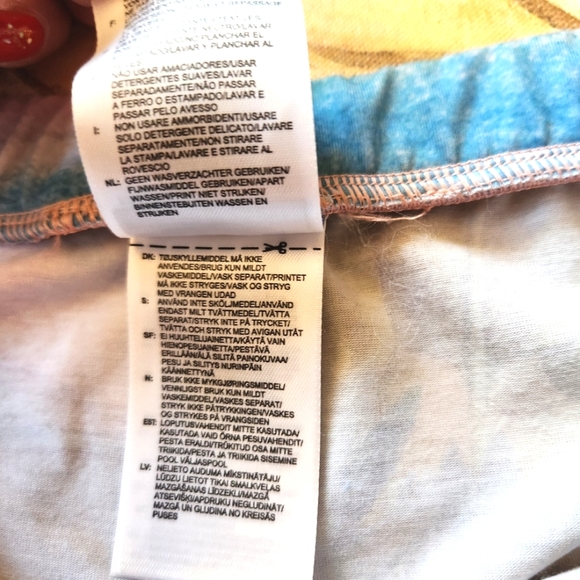 LAVAR Y PLANCHAR AL
NÃO USAR AMACIADORES/USAR
DETERGENTES SUAVES/LAVAR
SEPARADAMENTE/NÃO PASSAR
A FERRO O ESTAMPADO/LAVAR E
PASSAR PELO AVESSO
I: NON USARE AMMORBIDENTI/USARE
SOLO DETERGENTE DELICATO/LAVARE
SEPARATAMENTE/NON STIRARE
LA STAMPA/LAVARE E STIRARE AL
ROVESCIO
NL: GEEN WASVERZACHTER GEBRUIKEN/
FIJNWASMIDDEL GEBRUIKEN/APART
WASSEN/PRINT NIET STRIJKEN/
BINNENSTEBUITEN WASSEN EN
STRIJKEN
DK: TØJSKYLLEMIDDEL MÅ IKKE
ANVENDES/BRUG KUN MILDT
VASKEMIDDEL/VASK SEPARAT/PRINTET
MÅ IKKE STRYGES/VASK OG STRYG
MED VRANGEN UDAD
S: ANVÄND INTE SKÖLJMEDEL/ANVÄND
ENDAST MILT TVÄTTMEDEL/TVÄTTA
SEPARAT/STRYK INTE PÅ TRYCKET/
TVÄTTA OCH STRYK MED AVIGAN UTÅT
SF: EI HUUHTELUAINETTA/KÄYTÄ VAIN
HIENOPESUAINETTA/PESTÄVÄ
ERILLÄÄN/ÄLÄ SILITÄ PAINOKUVAA/
PESU JA SILITYS NURINPÄIN
KÄÄNNETTYNÄ
N: BRUK IKKE MYKGJØRINGSMIDDEL/
VENNLIGST BRUK KUN MILDT
VASKEMIDDEL/VASKES SEPARAT/
STRYK IKKE PÅTRYKKINGEN/VASKES
OG STRYKES PÅ VRANGSIDEN
EST: LOPUTUSVAHENDIT MITTE KASUTADA/
KASUTADA VAID ÕRNA PESUVAHENDIT/
PESTA ERALDI/TRÜKITUD OSA MITTE
TRIIKIDA/PESTA JA TRIIKIDA SISEMINE
POOL VÄLJASPOOL
LV: NELIETO AUDUMA MĪKSTINĀTĀJU/
LŪDZU LIETOT TIKAI SMALKVEĻAS
MAZGĀŠANAS LĪDZEKLI/MAZGĀ
ATSEVIŠĶI/APDRUKU NEGLUDINĀT/
MAZGĀ UN GLUDINA NO KREISĀS
PUSES